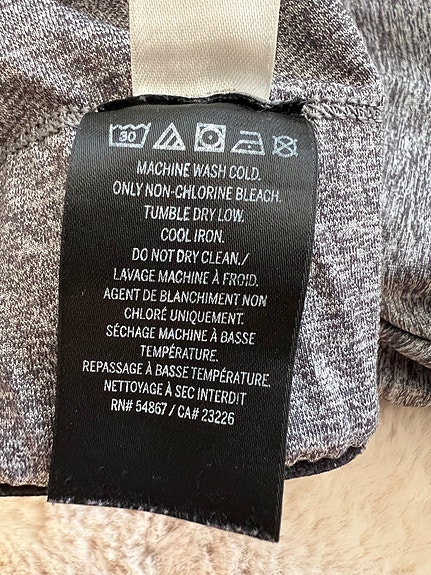 30
MACHINE WASH COLD.
ONLY NON-CHLORINE BLEACH.
TUMBLE DRY LOW.
COOL IRON.
DO NOT DRY CLEAN./
LAVAGE MACHINE À FROID.
AGENT DE BLANCHIMENT NON
CHLORÉ UNIQUEMENT.
SÉCHAGE MACHINE À BASSE
TEMPÉRATURE.
REPASSAGE À BASSE TEMPÉRATURE.
NETTOYAGE À SEC INTERDIT
RN# 54867 / CA# 23226